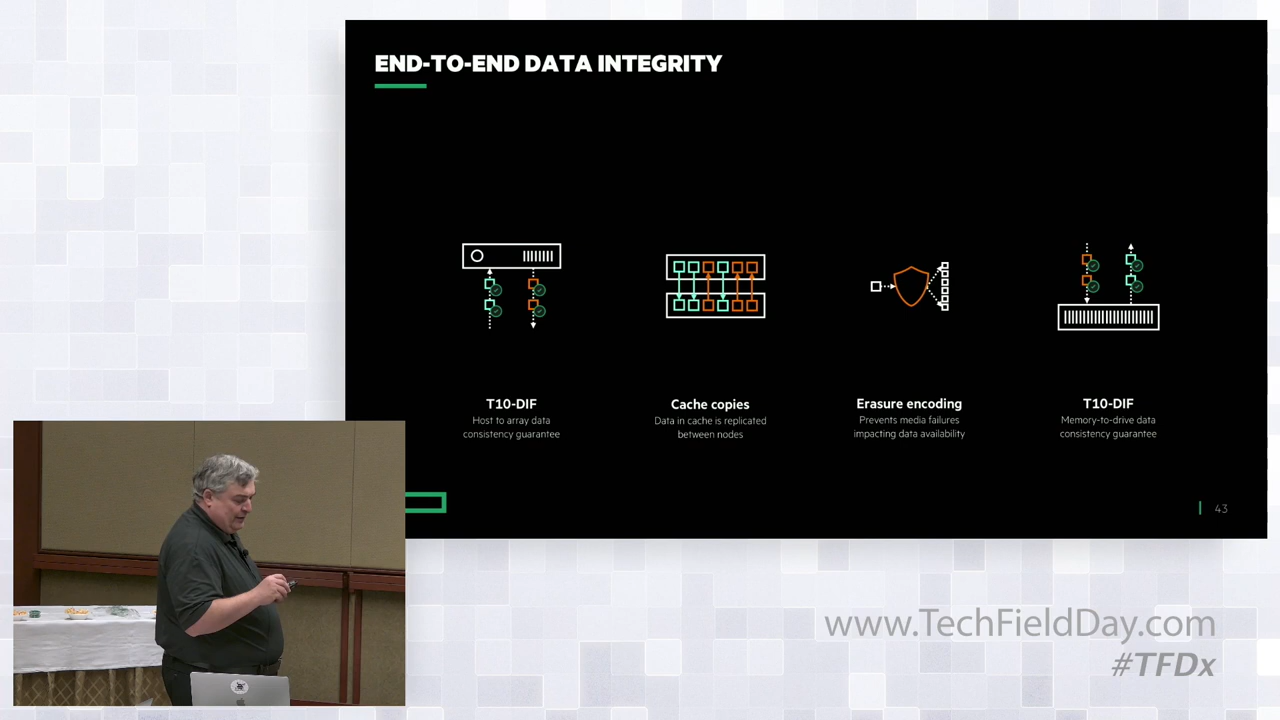 END-TO-END DATA INTEGRITY
T10-DIF
Host to array data
consistency guarantee
Cache copies
Data in cache is replicated
between nodes
Erasure encoding
Prevents media failures
impacting data availability
T10-DIF
Memory-to-drive data
consistency guarantee
43
www.TechFieldDay.com
#TFDx